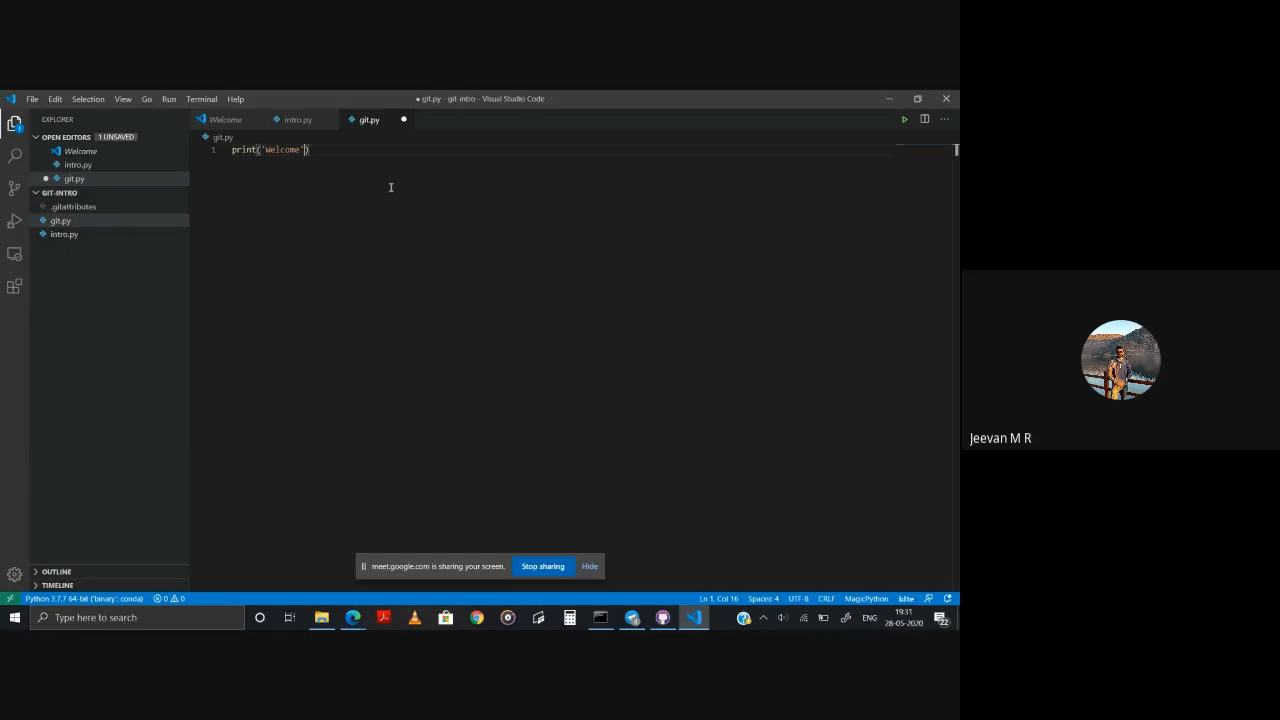 File Edit Selection View Go Run Terminal Help
● git.py - git-intro - Visual Studio Code
EXPLORER
OPEN EDITORS 1 UNSAVED
Welcome
intro.py
git.py
GIT-INTRO
.gitattributes
git.py
intro.py
OUTLINE
TIMELINE
Welcome intro.py git.py
git.py
1 print('Welcome')
meet.google.com is sharing your screen. Stop sharing Hide
Python 3.7.7 64-bit ('binary': conda) 0 0
Ln 1, Col 16 Spaces: 4 UTF-8 CRLF MagicPython kite
Type here to search
ENG
19:31
28-05-2020
22
Jeevan M R